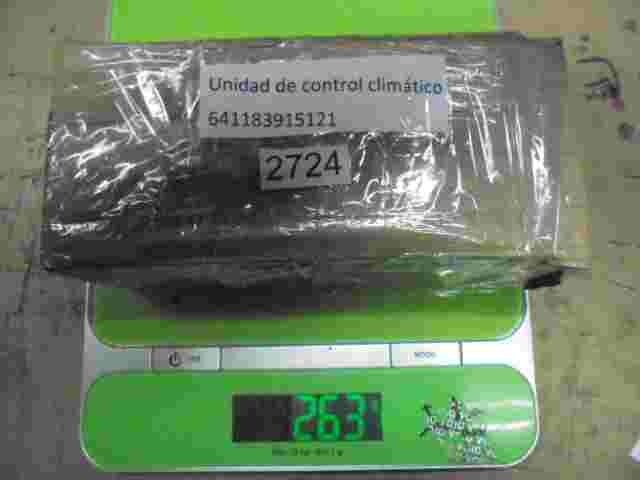 Unidad de control climático
641183915121
2724
MODE
263